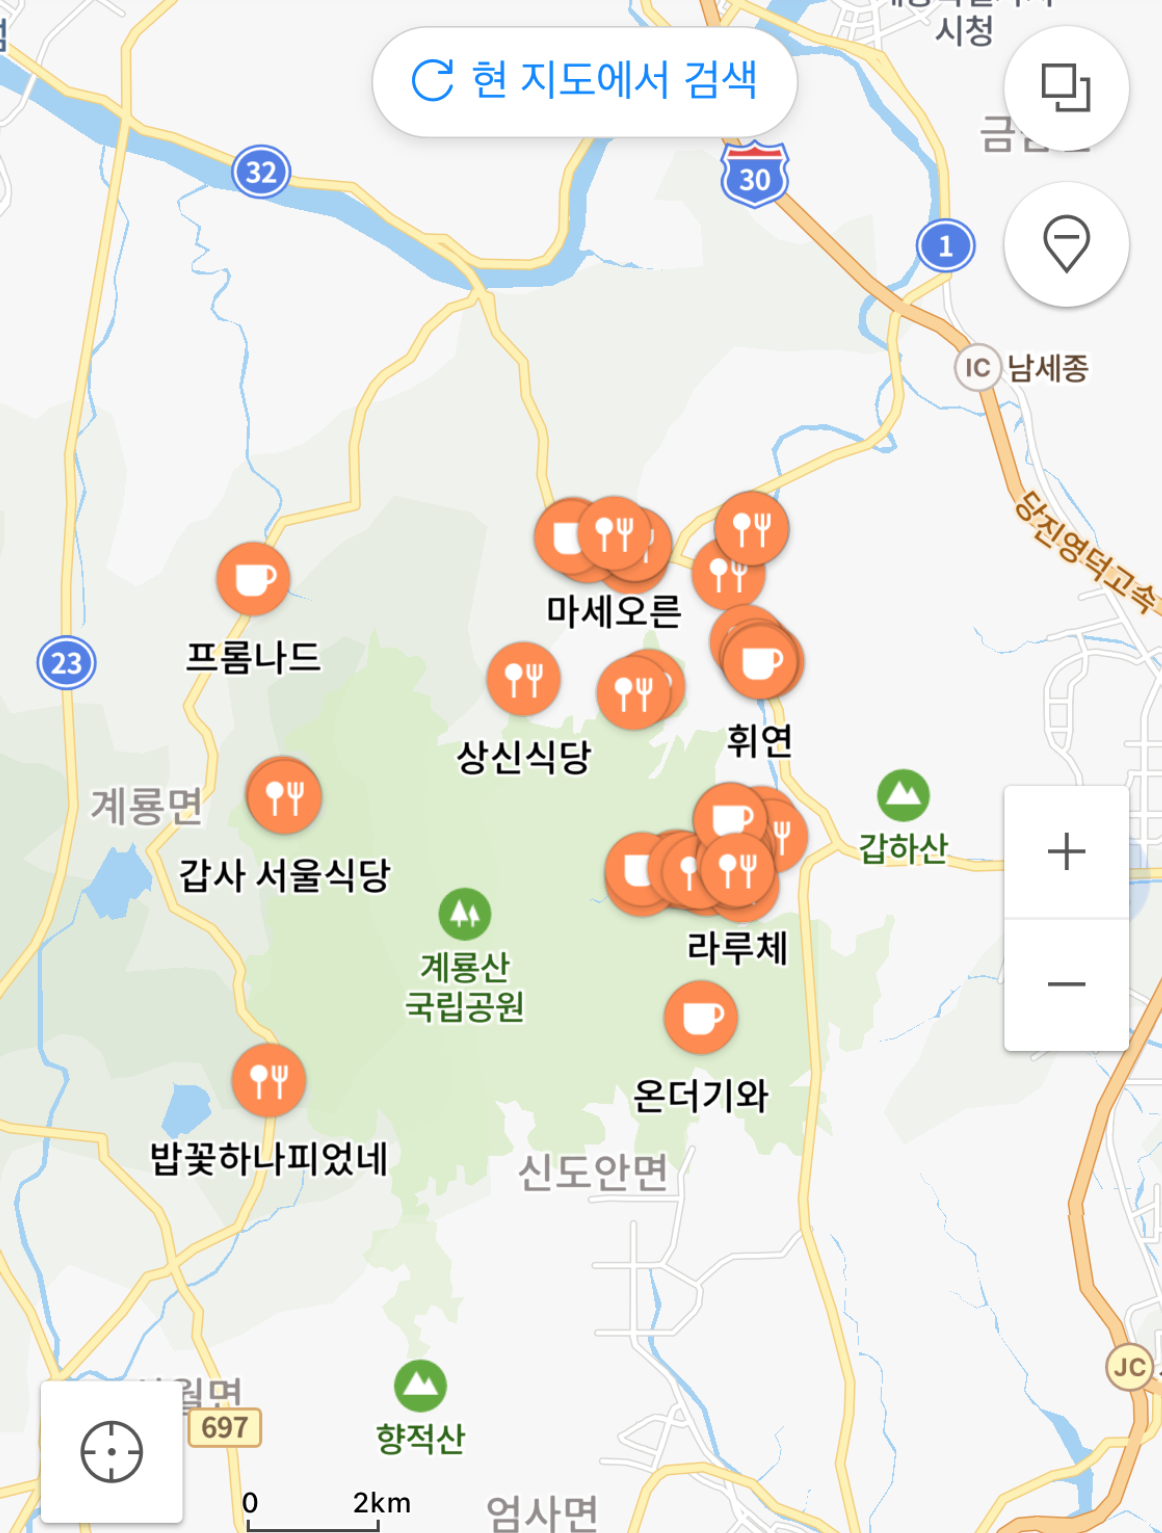 시청
현 지도에서 검색
32
30
1
IC 남세종
당진영덕고속
마세오른
프롬나드
23
상신식당
휘연
계룡면
갑하산
갑사 서울식당
라루체
계룡산
국립공원
온더기와
밥꽃하나피었네
신도안면
JC
697
향적산
0 2km
엄사면